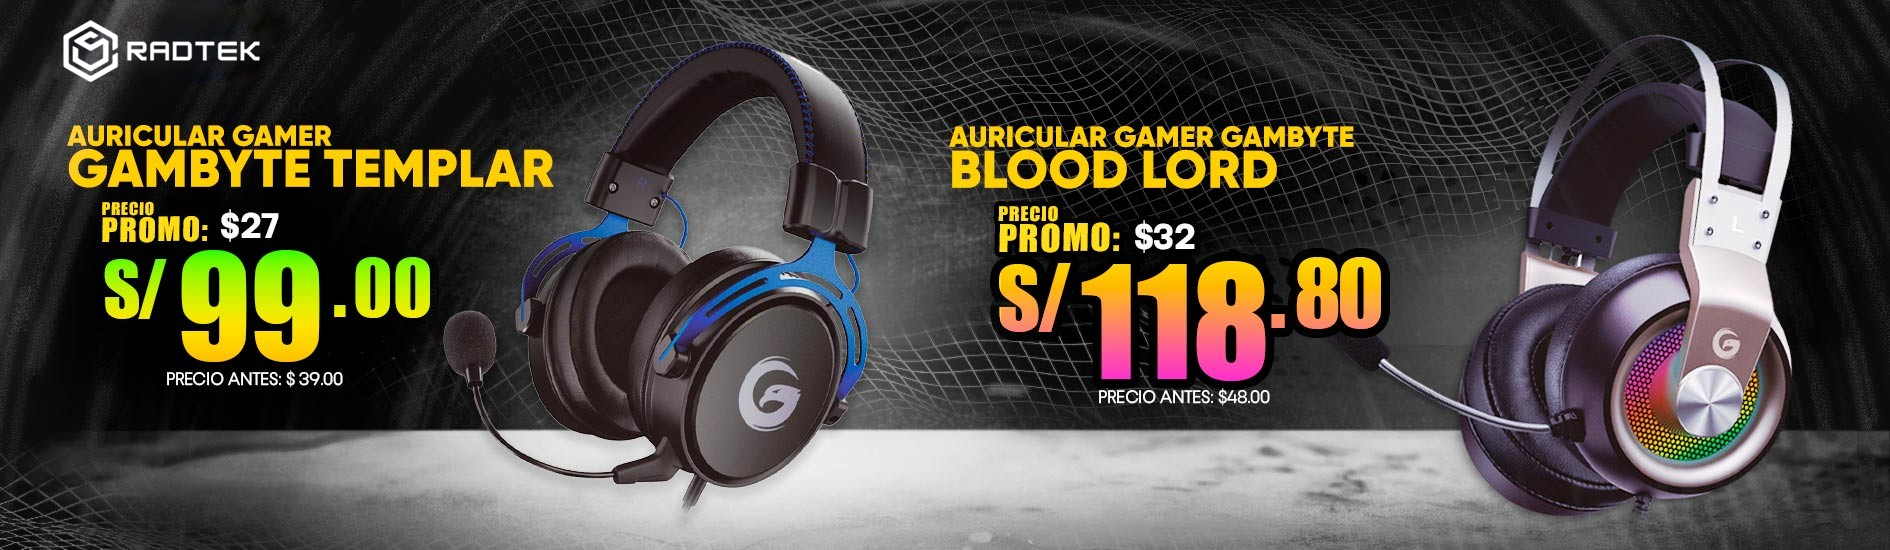 RADTEK
AURICULAR GAMER
GAMBYTE TEMPLAR
PRECIO
PROMO: $27
S/99.00
PRECIO ANTES: $ 39.00
R
AURICULAR GAMER GAMBYTE
BLOOD LORD
PRECIO
PROMO: $32
S/118.80
PRECIO ANTES: $48.00
L